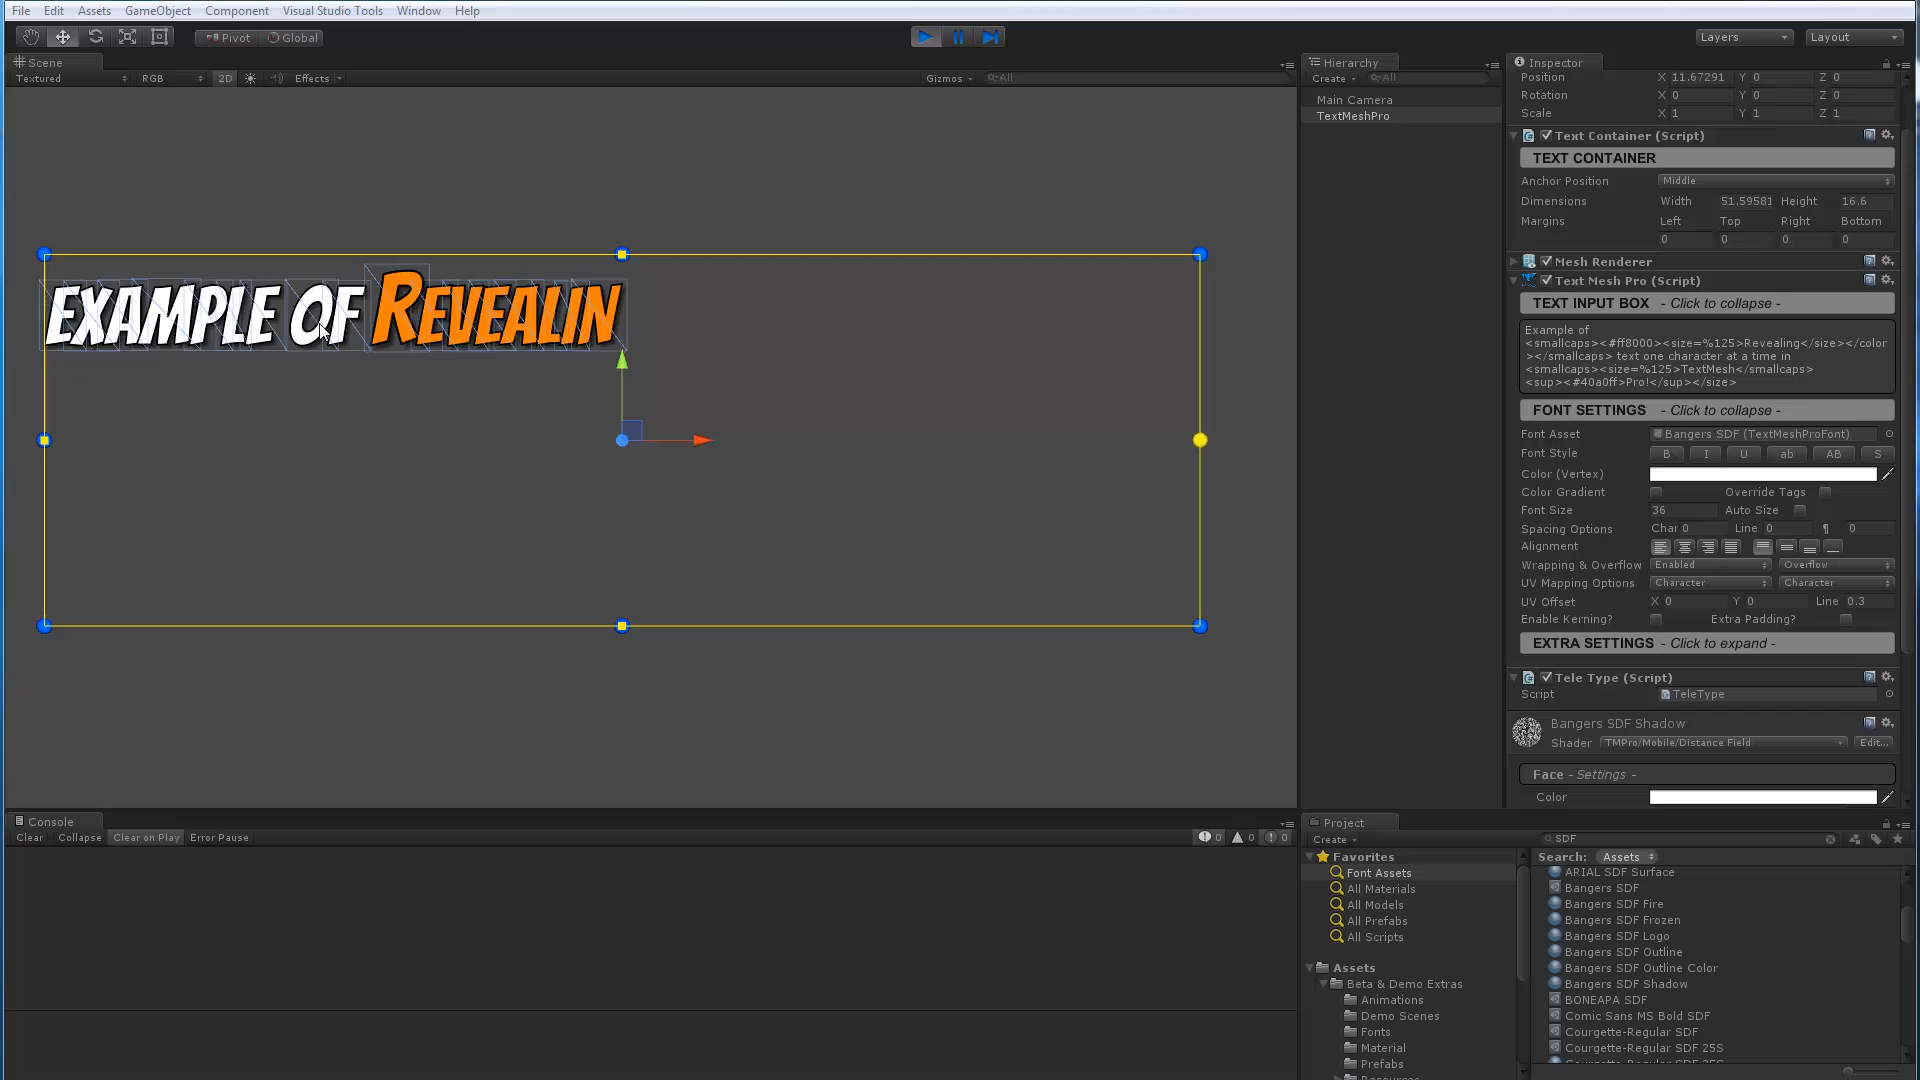 File Edit Assets GameObject Component Visual Studio Tools Window Help
Pivot Global Layers Layout
Scene
Textured RGB 2D Effects Gizmos All
EXAMPLE OF REVEALIN
Console
Clear Collapse Clear on Play Error Pause 0 0 0
Hierarchy
Create All
Main Camera
TextMeshPro
Inspector
Position X 11.67291 Y 0 Z 0
Rotation X 0 Y 0 Z 0
Scale X 1 Y 1 Z 1
Text Container (Script)
TEXT CONTAINER
Anchor Position Middle
Dimensions Width 51.59581 Height 16.6
Margins Left Top Right Bottom
0 0 0 0
Mesh Renderer
Text Mesh Pro (Script)
TEXT INPUT BOX - Click to collapse -
Example of
<smallcaps><#ff8000><size=%125>Revealing</size></color
></smallcaps> text one character at a time in
<smallcaps><size=%125>TextMesh</smallcaps>
<sup><#40a0ff>Pro!</sup></size>
FONT SETTINGS - Click to collapse -
Font Asset Bangers SDF (TextMeshProFont)
Font Style B I U ab AB S
Color (Vertex)
Color Gradient Override Tags
Font Size 36 Auto Size
Spacing Options Char 0 Line 0 ¶ 0
Alignment
Wrapping & Overflow Enabled Overflow
UV Mapping Options Character Character
UV Offset X 0 Y 0 Line 0.3
Enable Kerning? Extra Padding?
EXTRA SETTINGS - Click to expand -
Tele Type (Script)
Script TeleType
Bangers SDF Shadow
Shader TMPro/Mobile/Distance Field Edit...
Face - Settings -
Color
Project
Create SDF
Favorites
Font Assets
All Materials
All Models
All Prefabs
All Scripts
Assets
Beta & Demo Extras
Animations
Demo Scenes
Fonts
Material
Prefabs
Search: Assets
ARIAL SDF Surface
Bangers SDF
Bangers SDF Fire
Bangers SDF Frozen
Bangers SDF Logo
Bangers SDF Outline
Bangers SDF Outline Color
Bangers SDF Shadow
BONEAPA SDF
Comic Sans MS Bold SDF
Courgette-Regular SDF
Courgette-Regular SDF 25S